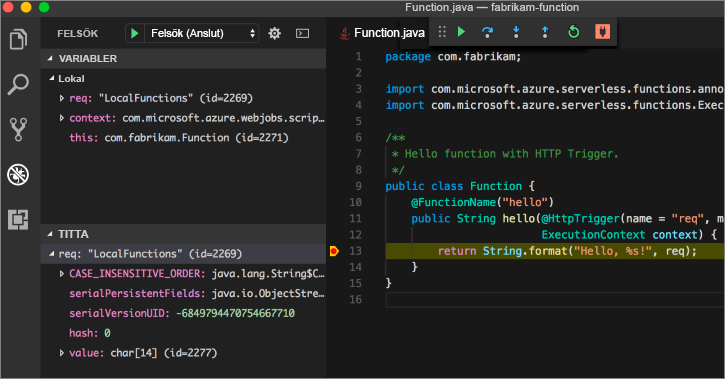 Function.java — fabrikam-function
FELSÖK
Felsök (Anslut)
VARIABLER
Lokal
req: "LocalFunctions" (id=2269)
context: com.microsoft.azure.webjobs.scrip…
this: com.fabrikam.Function (id=2271)
TITTA
req: "LocalFunctions" (id=2269)
CASE_INSENSITIVE_ORDER: java.lang.String$C…
serialPersistentFields: java.io.ObjectStre…
serialVersionUID: -6849794470754667710
hash: 0
value: char[14] (id=2277)
Function.java
1 package com.fabrikam;
2
3 import com.microsoft.azure.serverless.functions.anno
4 import com.microsoft.azure.serverless.functions.Exec
5
6 /**
7 * Hello function with HTTP Trigger.
8 */
9 public class Function {
10 @FunctionName("hello")
11 public String hello(@HttpTrigger(name = "req", m
12 ExecutionContext context) {
13 return String.format("Hello, %s!", req);
14 }
15 }
16